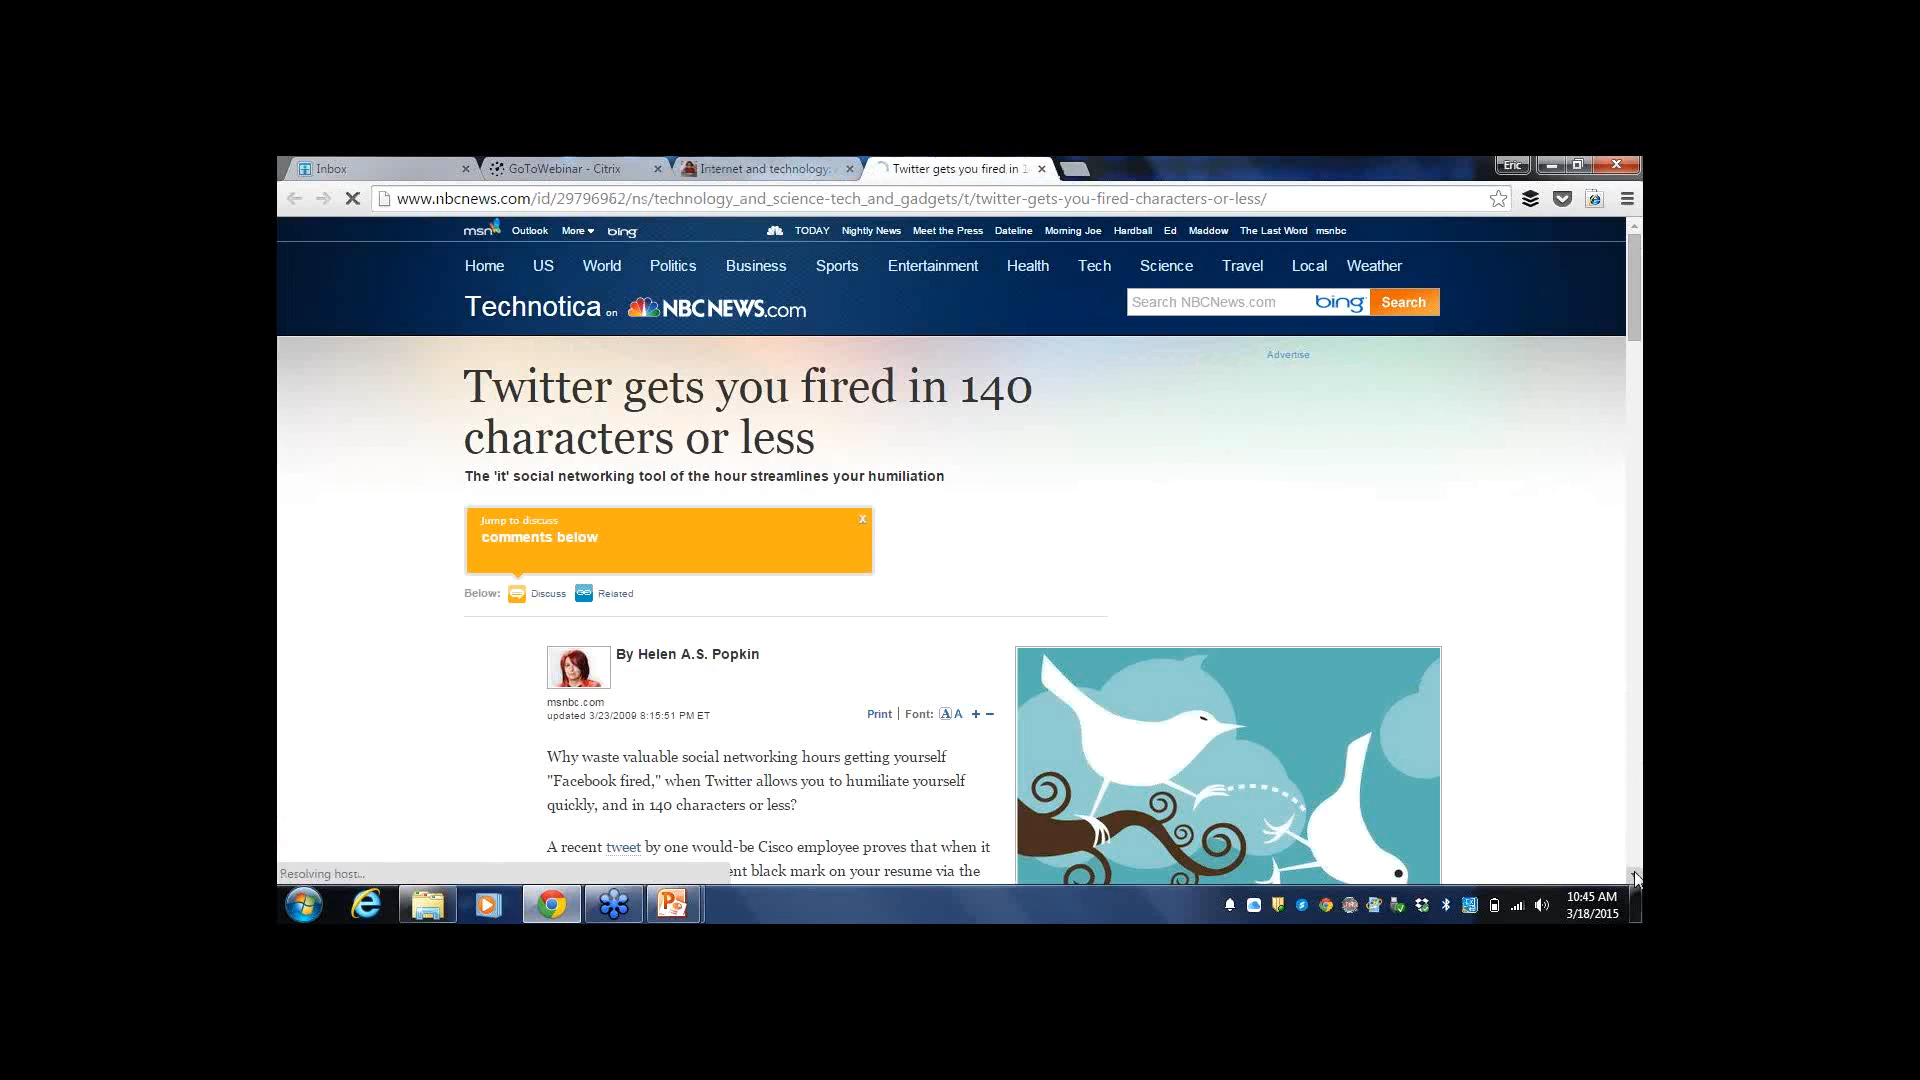 Inbox
GoToWebinar - Citrix
Internet and technology:
Twitter gets you fired in 1
Eric
www.nbcnews.com/id/29796962/ns/technology_and_science-tech_and_gadgets/t/twitter-gets-you-fired-characters-or-less/
msn Outlook More bing TODAY Nightly News Meet the Press Dateline Morning Joe Hardball Ed Maddow The Last Word msnbc
Home US World Politics Business Sports Entertainment Health Tech Science Travel Local Weather
Technotica on NBCNEWS.com
Search NBCNews.com bing Search
Advertise
Twitter gets you fired in 140
characters or less
The 'it' social networking tool of the hour streamlines your humiliation
Jump to discuss x
comments below
Below: Discuss Related
By Helen A.S. Popkin
msnbc.com
updated 3/23/2009 8:15:51 PM ET
Print | Font: A A + −
Why waste valuable social networking hours getting yourself
"Facebook fired," when Twitter allows you to humiliate yourself
quickly, and in 140 characters or less?
A recent tweet by one would-be Cisco employee proves that when it
ent black mark on your resume via the
Resolving host...
10:45 AM
3/18/2015